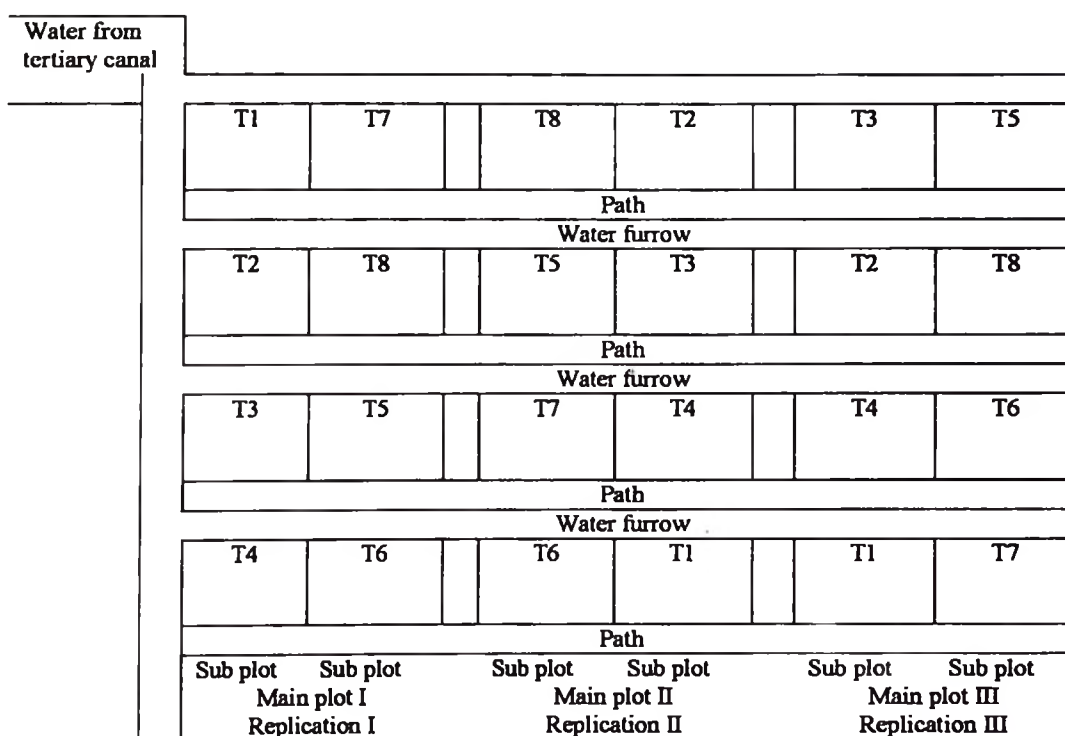 Water from
tertiary canal
T1 T7 T8 T2 T3 T5
Path
Water furrow
T2 T8 T5 T3 T2 T8
Path
Water furrow
T3 T5 T7 T4 T4 T6
Path
Water furrow
T4 T6 T6 T1 T1 T7
Path
Sub plot Sub plot Sub plot Sub plot Sub plot Sub plot
Main plot I Main plot II Main plot III
Replication I Replication II Replication III